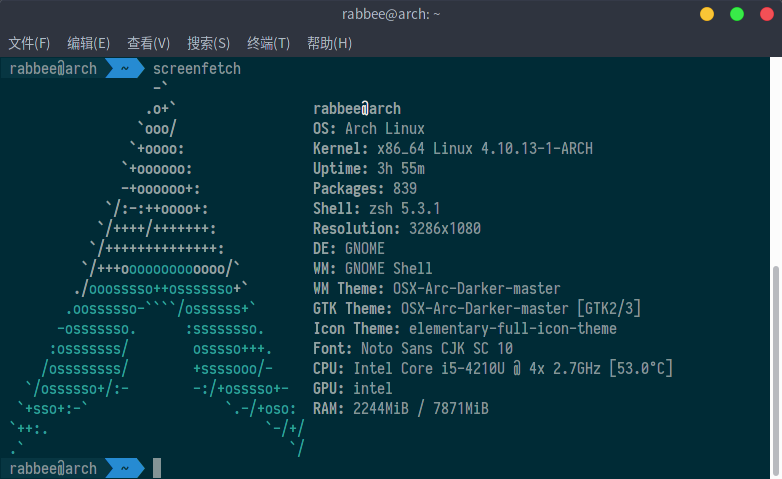 rabbee@arch: ~
文件(F) 编辑(E) 查看(V) 搜索(S) 终端(T) 帮助(H)
rabbee@arch ~ screenfetch
-`
.o+`
`ooo/
`+oooo:
`+oooooo:
-+oooooo+:
`/:-:++oooo+:
`/++++/+++++++:
`/++++++++++++++:
`/+++ooooooooooooo/`
./ooosssso++osssssso+`
.oossssso-````/ossssss+`
-osssssso. :ssssssso.
:osssssss/ osssso+++.
/ossssssss/ +ssssooo/-
`/ossssso+/:- -:/+osssso+-
`+sso+:-` `.-/+oso:
`++:. `-/+/
.` `/
rabbee@arch
OS: Arch Linux
Kernel: x86_64 Linux 4.10.13-1-ARCH
Uptime: 3h 55m
Packages: 839
Shell: zsh 5.3.1
Resolution: 3286x1080
DE: GNOME
WM: GNOME Shell
WM Theme: OSX-Arc-Darker-master
GTK Theme: OSX-Arc-Darker-master [GTK2/3]
Icon Theme: elementary-full-icon-theme
Font: Noto Sans CJK SC 10
CPU: Intel Core i5-4210U @ 4x 2.7GHz [53.0°C]
GPU: intel
RAM: 2244MiB / 7871MiB
rabbee@arch ~